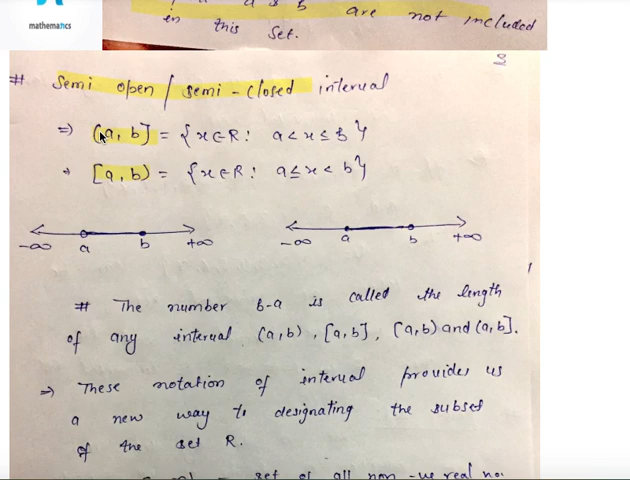 a & b are not included
in this set.
mathematics
# Semi open / semi-closed interval
⇒ (a, b] = {x∈R : a < x ≤ b}
→ [a, b) = {x∈R : a ≤ x < b}
-∞ a b +∞ -∞ a b +∞
# The number b-a is called the length
of any interval (a,b), [a,b], [a,b) and (a,b].
⇒ These notation of interval provides us
a new way to designating the subset
of the set R.
set of all non -ve real no.